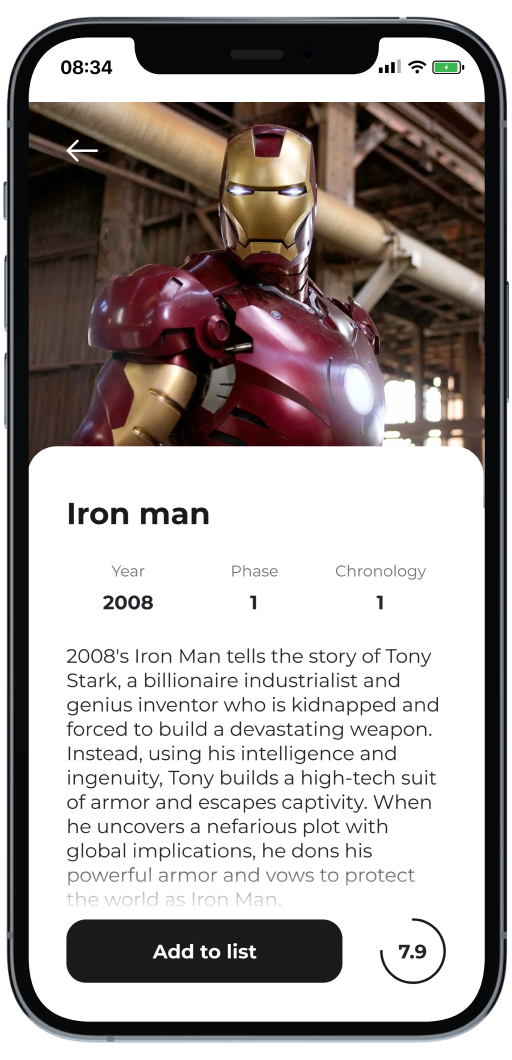 08:34
Iron man
Year Phase Chronology
2008 1 1
2008's Iron Man tells the story of Tony
Stark, a billionaire industrialist and
genius inventor who is kidnapped and
forced to build a devastating weapon.
Instead, using his intelligence and
ingenuity, Tony builds a high-tech suit
of armor and escapes captivity. When
he uncovers a nefarious plot with
global implications, he dons his
powerful armor and vows to protect
the world as Iron Man.
Add to list 7.9